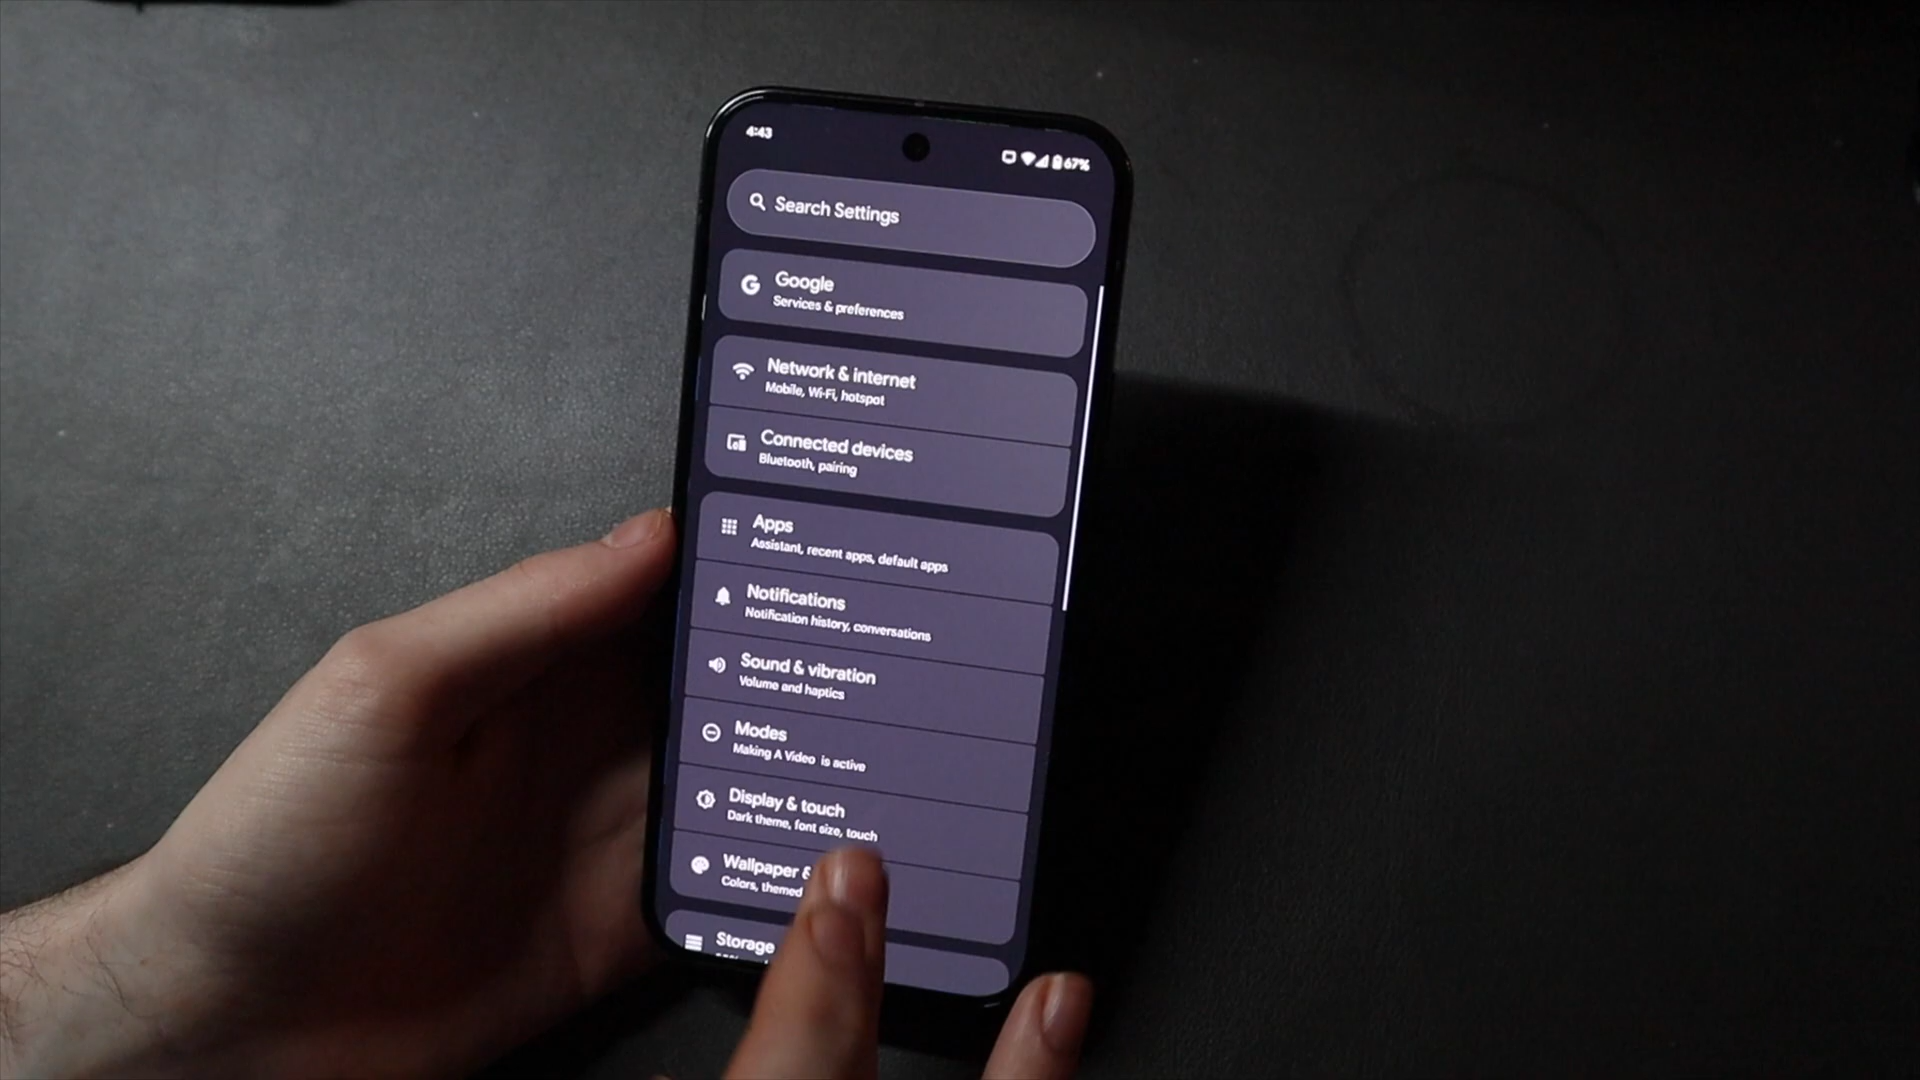 4:43
67%
Search Settings
Google
Services & preferences
Network & internet
Mobile, Wi-Fi, hotspot
Connected devices
Bluetooth, pairing
Apps
Assistant, recent apps, default apps
Notifications
Notification history, conversations
Sound & vibration
Volume and haptics
Modes
Making A Video is active
Display & touch
Dark theme, font size, touch
Wallpaper &
Colors, themed
Storage